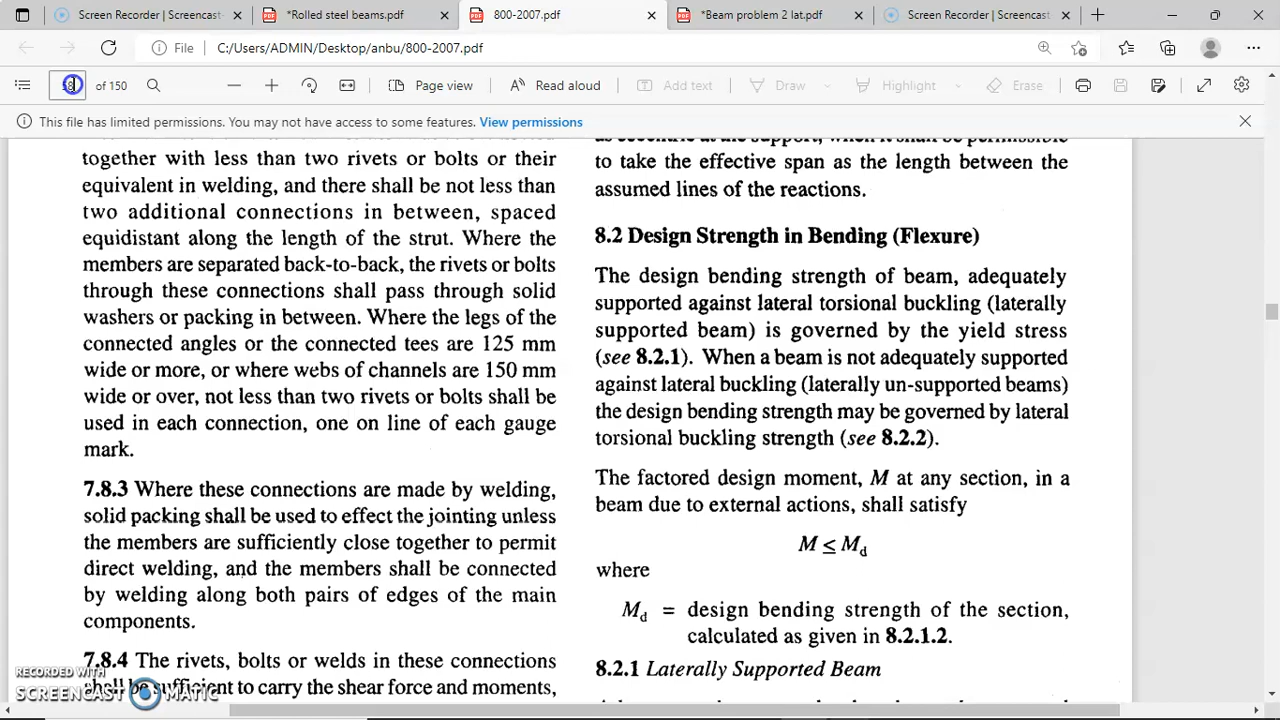 Screen Recorder | Screencast-
*Rolled steel beams.pdf
800-2007.pdf
*Beam problem 2 lat.pdf
Screen Recorder | Screencast
File
C:/Users/ADMIN/Desktop/anbu/800-2007.pdf
of 150
Page view
Read aloud
Add text
Draw
Highlight
Erase
This file has limited permissions. You may not have access to some features. View permissions
together with less than two rivets or bolts or their
equivalent in welding, and there shall be not less than
two additional connections in between, spaced
equidistant along the length of the strut. Where the
members are separated back-to-back, the rivets or bolts
through these connections shall pass through solid
washers or packing in between. Where the legs of the
connected angles or the connected tees are 125 mm
wide or more, or where webs of channels are 150 mm
wide or over, not less than two rivets or bolts shall be
used in each connection, one on line of each gauge
mark.
7.8.3 Where these connections are made by welding,
solid packing shall be used to effect the jointing unless
the members are sufficiently close together to permit
direct welding, and the members shall be connected
by welding along both pairs of edges of the main
components.
7.8.4 The rivets, bolts or welds in these connections
shall be sufficient to carry the shear force and moments,
as eccentric at the support, when it shall be permissible
to take the effective span as the length between the
assumed lines of the reactions.
8.2 Design Strength in Bending (Flexure)
The design bending strength of beam, adequately
supported against lateral torsional buckling (laterally
supported beam) is governed by the yield stress
(see 8.2.1). When a beam is not adequately supported
against lateral buckling (laterally un-supported beams)
the design bending strength may be governed by lateral
torsional buckling strength (see 8.2.2).
The factored design moment, M at any section, in a
beam due to external actions, shall satisfy
M ≤ Md
where
Md = design bending strength of the section,
calculated as given in 8.2.1.2.
8.2.1 Laterally Supported Beam
RECORDED WITH
SCREENCAST MATIC